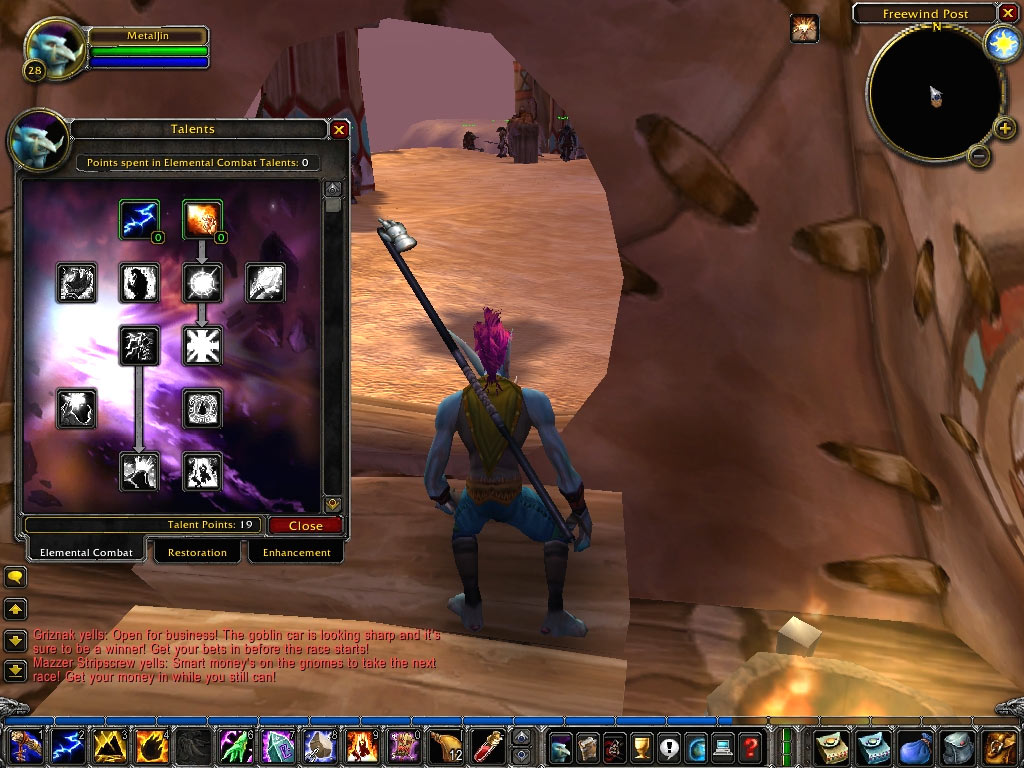 Freewind Post
N
MetalJin
28
Talents
Points spent in Elemental Combat Talents: 0
0
0
Talent Points: 19
Close
Elemental Combat
Restoration
Enhancement
Griznak yells: Open for business! The goblin car is looking sharp and it's
sure to be a winner! Get your bets in before the race starts!
Mazzer Stripscrew yells: Smart money's on the gnomes to take the next
race! Get your money in while you still can!
12